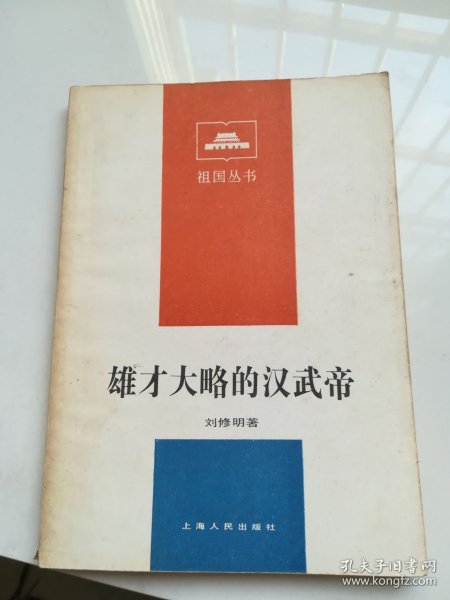 祖国丛书
雄才大略的汉武帝
刘修明著
上海人民出版社
孔夫子旧书网
www.kongfz.com